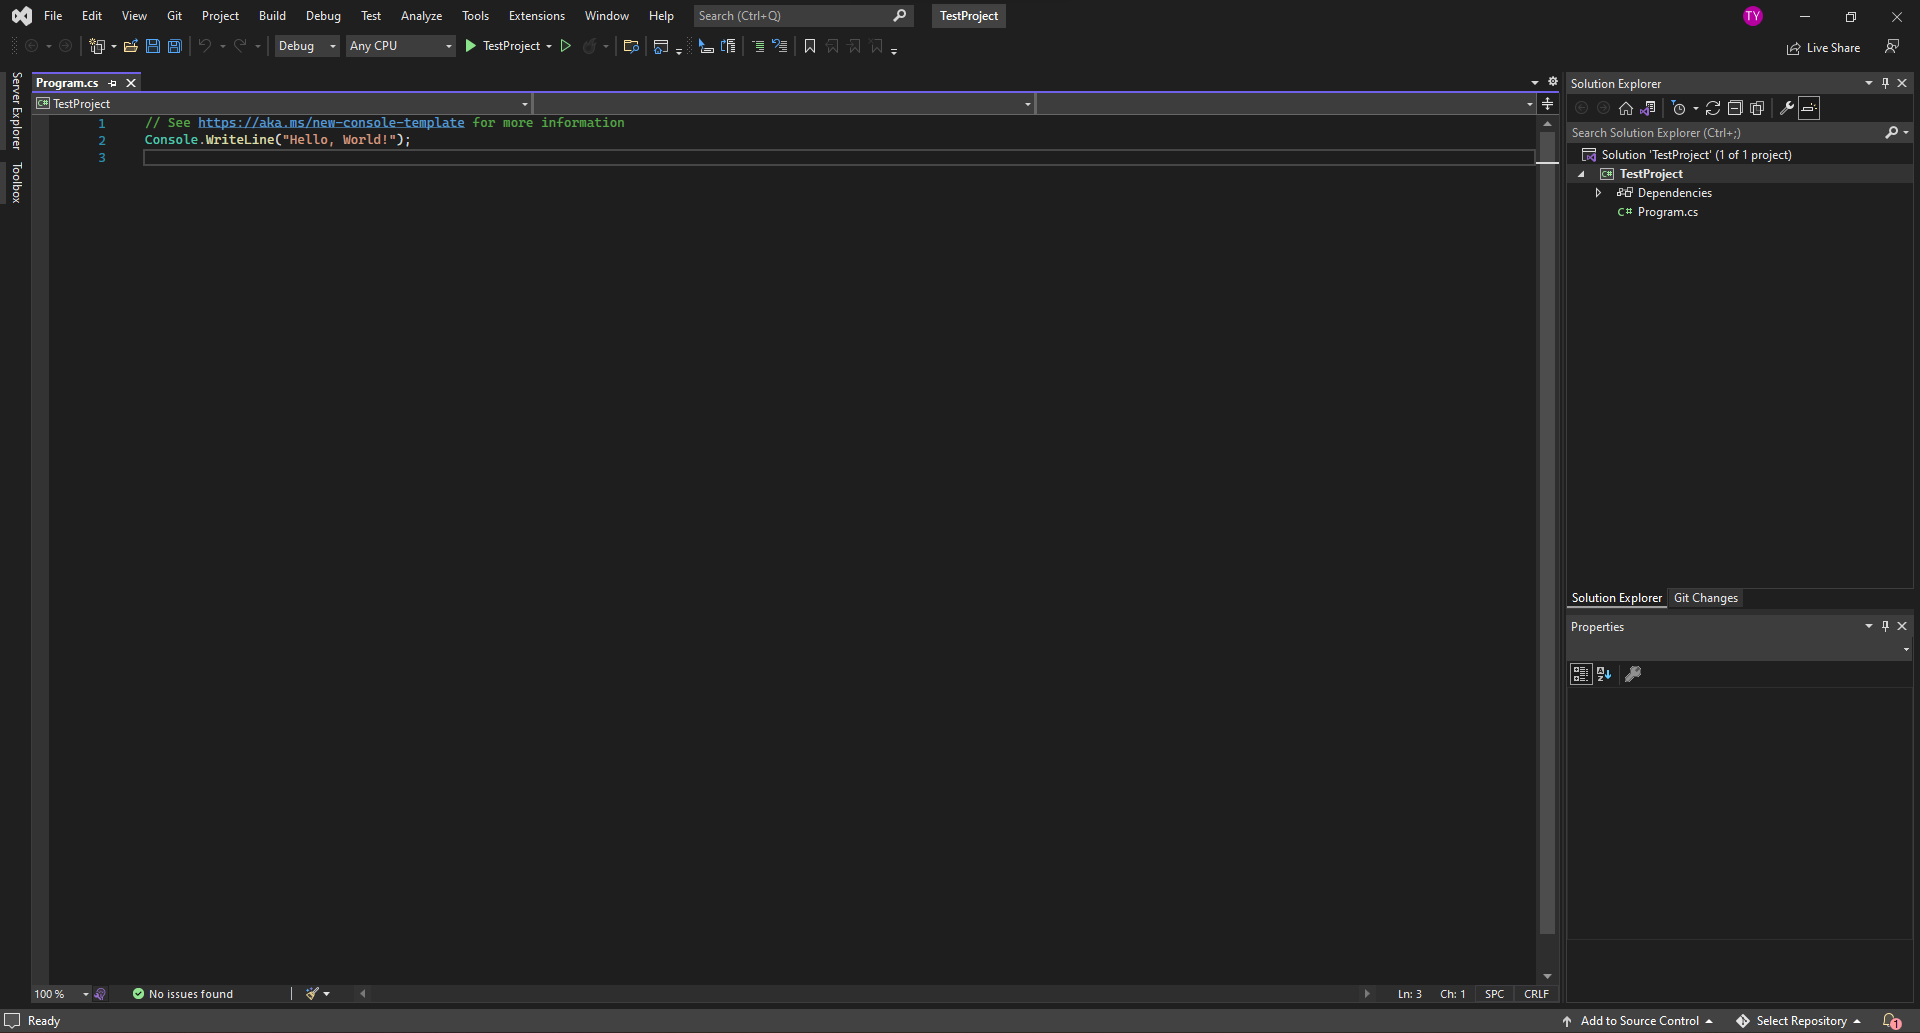 File Edit View Git Project Build Debug Test Analyze Tools Extensions Window Help Search (Ctrl+Q) TestProject TY
Debug Any CPU TestProject Live Share
Server Explorer
Toolbox
Program.cs
TestProject
1 // See https://aka.ms/new-console-template for more information
2 Console.WriteLine("Hello, World!");
3
Solution Explorer
Search Solution Explorer (Ctrl+;)
Solution 'TestProject' (1 of 1 project)
C# TestProject
Dependencies
C# Program.cs
Solution Explorer Git Changes
Properties
100 % No issues found Ln: 3 Ch: 1 SPC CRLF
Ready Add to Source Control Select Repository 1